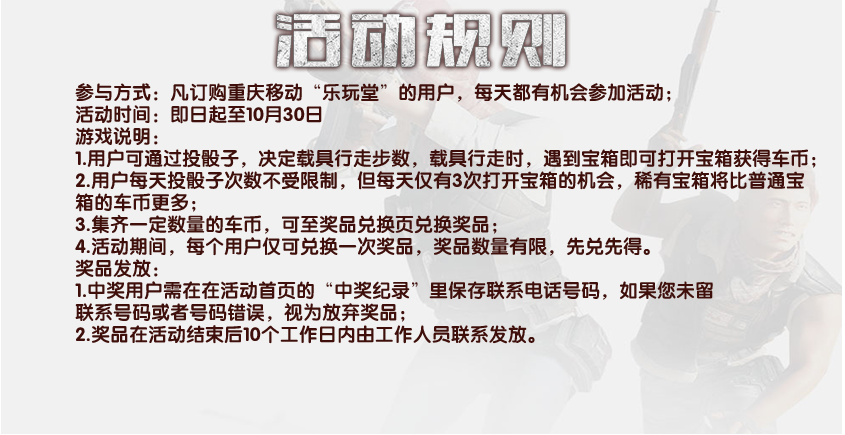 活动规则
参与方式：凡订购重庆移动“乐玩堂”的用户，每天都有机会参加活动；
活动时间：即日起至10月30日
游戏说明：
1.用户可通过投骰子，决定载具行走步数，载具行走时，遇到宝箱即可打开宝箱获得车币；
2.用户每天投骰子次数不受限制，但每天仅有3次打开宝箱的机会，稀有宝箱将比普通宝
箱的车币更多；
3.集齐一定数量的车币，可至奖品兑换页兑换奖品；
4.活动期间，每个用户仅可兑换一次奖品，奖品数量有限，先兑先得。
奖品发放：
1.中奖用户需在在活动首页的“中奖纪录”里保存联系电话号码，如果您未留
联系号码或者号码错误，视为放弃奖品；
2.奖品在活动结束后10个工作日内由工作人员联系发放。